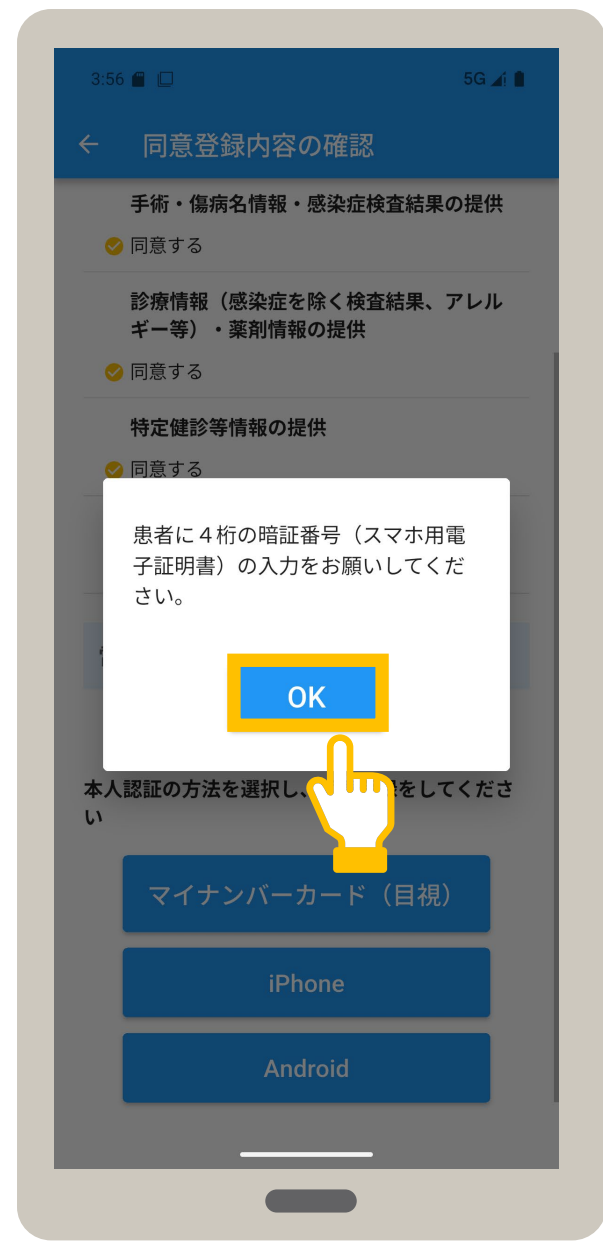 3:56
5G
同意登録内容の確認
手術・傷病名情報・感染症検査結果の提供
同意する
診療情報（感染症を除く検査結果、アレル
ギー等）・薬剤情報の提供
同意する
特定健診等情報の提供
同意する
患者に４桁の暗証番号（スマホ用電
子証明書）の入力をお願いしてくだ
さい。
OK
本人認証の方法を選択し、をしてくださ
い
マイナンバーカード（目視）
iPhone
Android